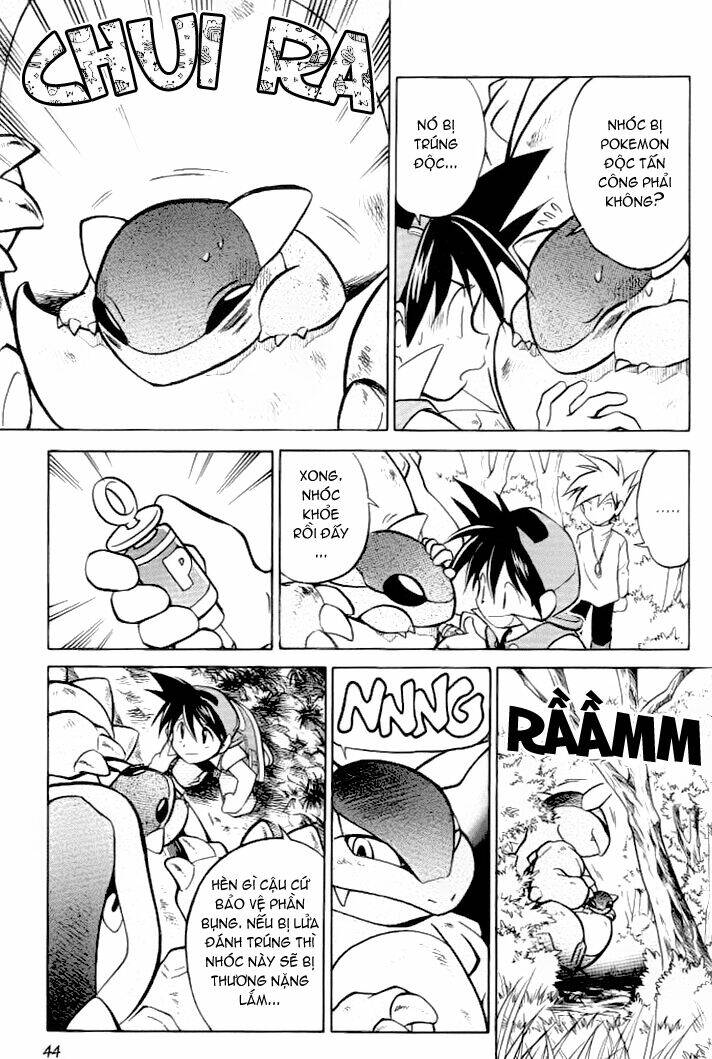 NHÓC BỊ
POKEMON
ĐỘC TẤN
CÔNG PHẢI
KHÔNG?
NÓ BỊ
TRÚNG
ĐỘC...
CHUI RA
.....
XONG,
NHÓC
KHỎE
RỒI ĐẤY
...
P
RẦẦMM
NNNG
HÈN GÌ CẬU CỨ
BẢO VỆ PHẦN
BỤNG. NẾU BỊ LỬA
ĐÁNH TRÚNG THÌ
NHÓC NÀY SẼ BỊ
THƯƠNG NẶNG
LẮM...
44